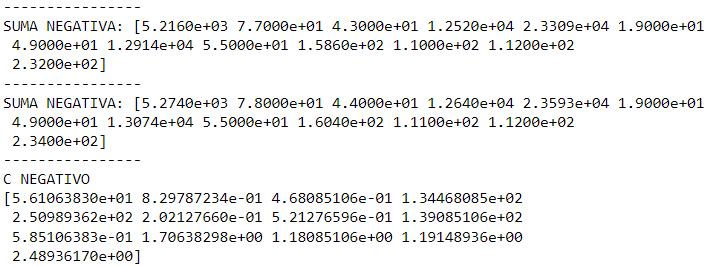 ----------------
SUMA NEGATIVA: [5.2160e+03 7.7000e+01 4.3000e+01 1.2520e+04 2.3309e+04 1.9000e+01
 4.9000e+01 1.2914e+04 5.5000e+01 1.5860e+02 1.1000e+02 1.1200e+02
 2.3200e+02]
----------------
SUMA NEGATIVA: [5.2740e+03 7.8000e+01 4.4000e+01 1.2640e+04 2.3593e+04 1.9000e+01
 4.9000e+01 1.3074e+04 5.5000e+01 1.6040e+02 1.1100e+02 1.1200e+02
 2.3400e+02]
----------------
C NEGATIVO
[5.61063830e+01 8.29787234e-01 4.68085106e-01 1.34468085e+02
 2.50989362e+02 2.02127660e-01 5.21276596e-01 1.39085106e+02
 5.85106383e-01 1.70638298e+00 1.18085106e+00 1.19148936e+00
 2.48936170e+00]